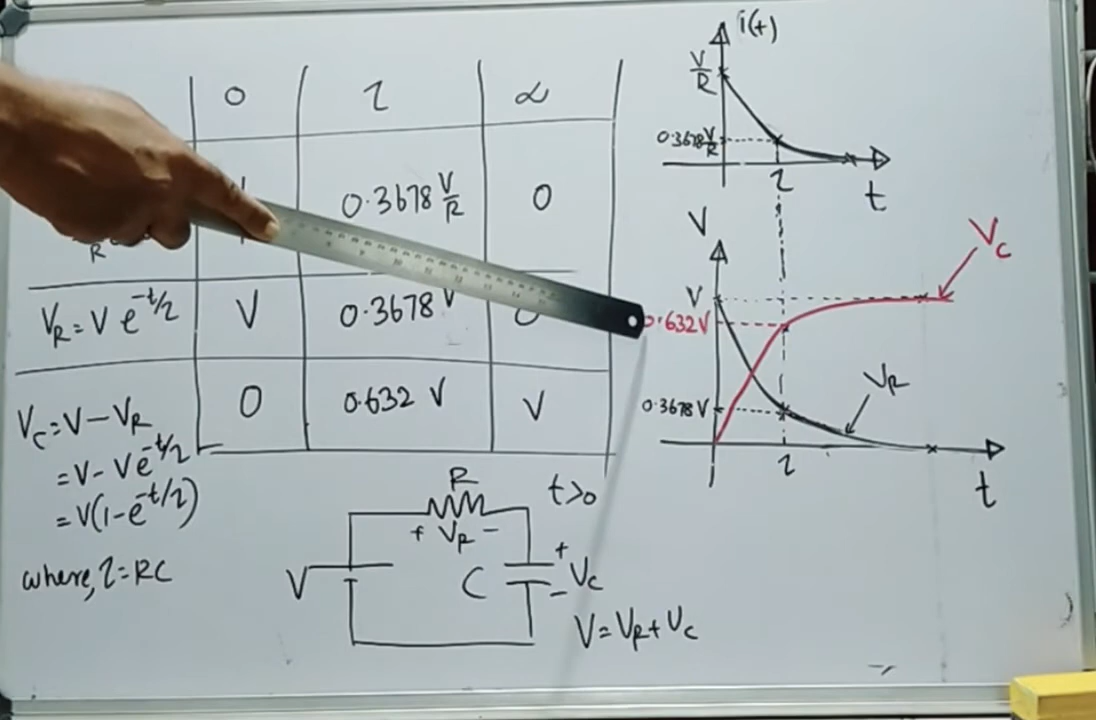 0 τ ∝
0.3678 V/R 0
R
V_R = V e^-t/τ V 0.3678 V
V_C = V - V_R 0 0.632 V V
= V - V e^-t/τ
= V(1 - e^-t/τ)
where, τ = RC
R
t>0
+ V_R -
V
C
+
V_C
-
V = V_R + V_C
i(t)
V/R
0.3678 V/R
τ
t
V
V_C
V
0.632 V
V_R
0.3678 V
τ
t